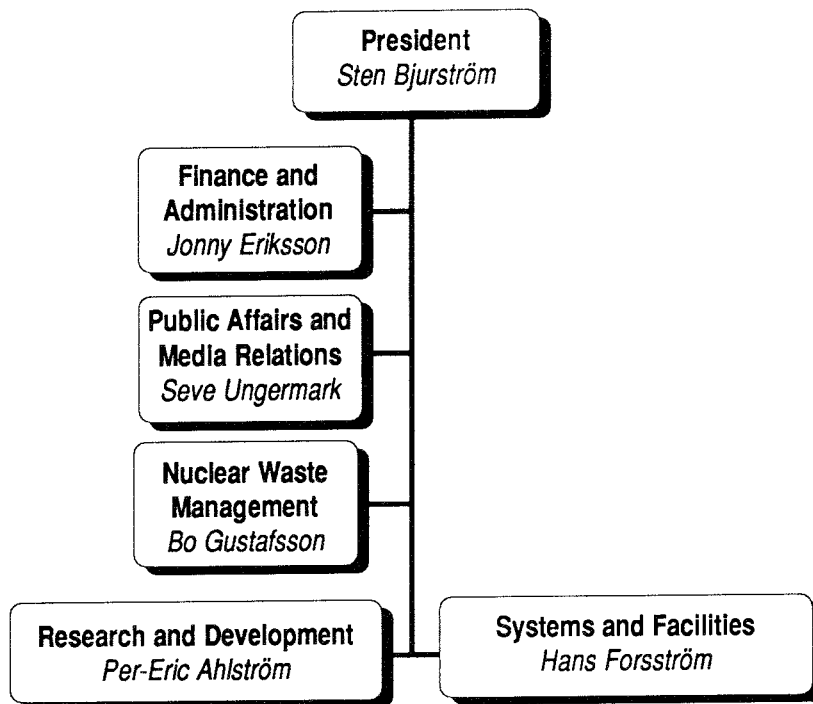 President
Sten Bjurström
Finance and
Administration
Jonny Eriksson
Public Affairs and
Media Relations
Seve Ungermark
Nuclear Waste
Management
Bo Gustafsson
Research and Development
Per-Eric Ahlström
Systems and Facilities
Hans Forsström